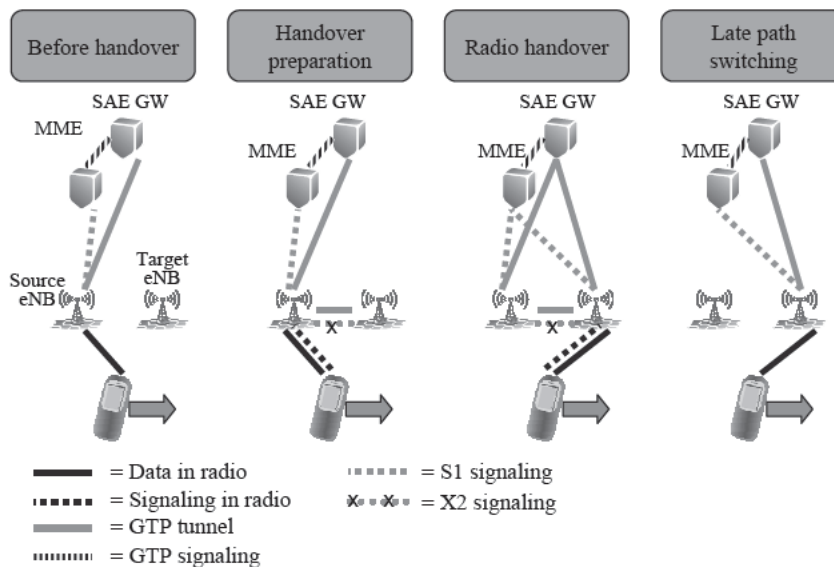 Before handover
Handover
preparation
Radio handover
Late path
switching
SAE GW
MME
Source
eNB
Target
eNB
SAE GW
MME
X
SAE GW
MME
X
SAE GW
MME
= Data in radio
= Signaling in radio
= GTP tunnel
= GTP signaling
= S1 signaling
X X = X2 signaling